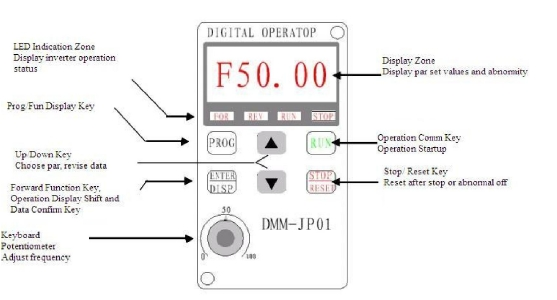 DIGITAL OPERATOP
LED Indication Zone
Display inverter operation
status
F50.00
Display Zone
Display par set values and abnormity
FOR REV RUN STOP
Prog/Fun Display Key
PROG
RUN
Operation Comm Key
Operation Startup
Up/Down Key
Choose par, revise data
Forward Function Key,
Operation Display Shift and
Data Confirm Key
ENTER
DISP
STOP
RESET
Stop/ Reset Key
Reset after stop or abnormal off
Keyboard
Potentiometer
Adjust frequency
50
0
100
DMM-JP01